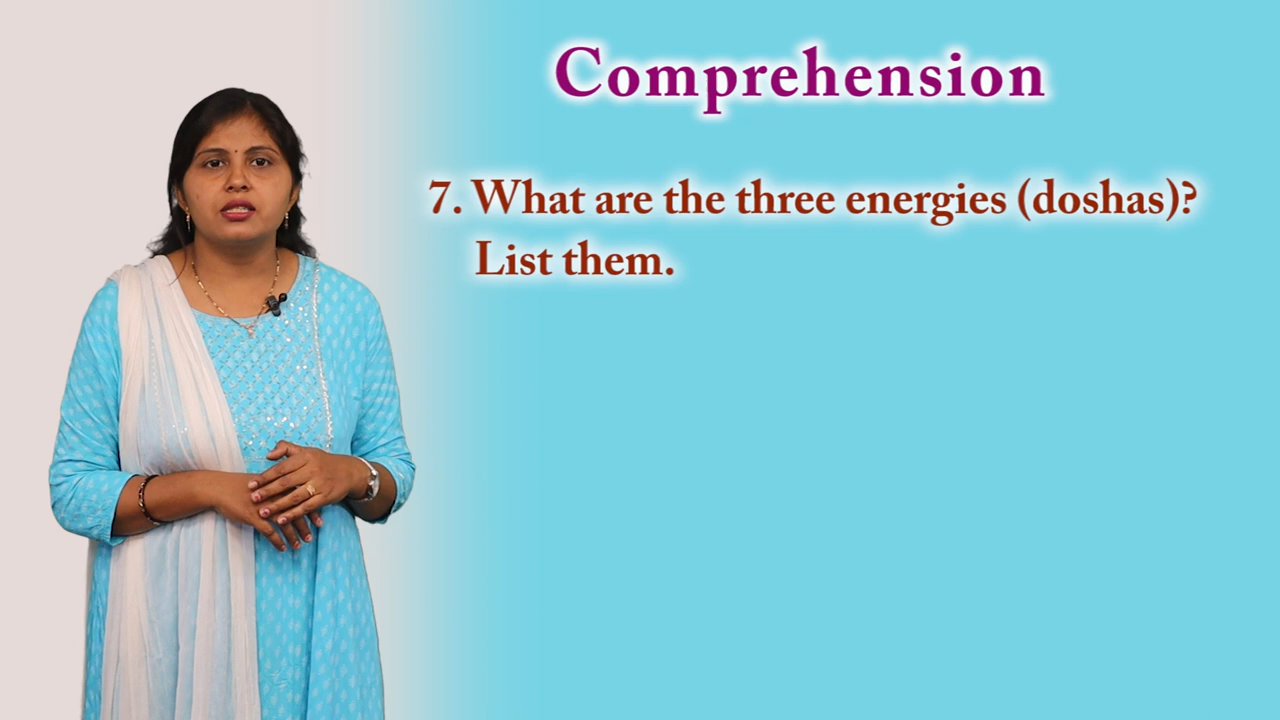 Comprehension
7. What are the three energies (doshas)?
List them.